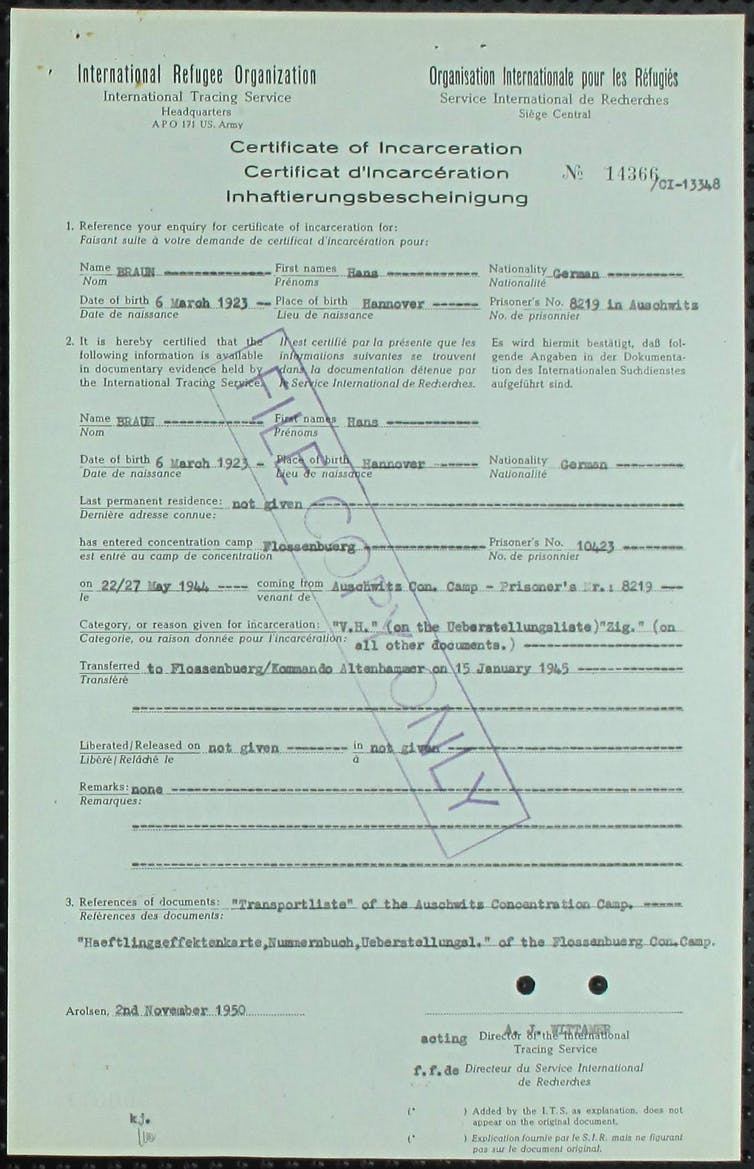 International Refugee Organization
International Tracing Service
Headquarters
APO 171 US. Army
Organisation Internationale pour les Réfugiés
Service International de Recherches
Siège Central
Certificate of Incarceration
Certificat d'Incarcération
Inhaftierungsbescheinigung
№ 14366/CI-13348
1. Reference your enquiry for certificate of incarceration for:
Faisant suite à votre demande de certificat d'incarcération pour:
Name BRAUN First names Hans Nationality German
Nom Prénoms Nationalité
Date of birth 6 March 1923 Place of birth Hannover Prisoner's No. 8219 in Auschwitz
Date de naissance Lieu de naissance No. de prisonnier
2. It is hereby certified that the
following information is available
in documentary evidence held by
the International Tracing Service.
Il est certifié par la présente que les
informations suivantes se trouvent
dans la documentation détenue par
le Service International de Recherches.
Es wird hiermit bestätigt, daß fol-
gende Angaben in der Dokumenta-
tion des Internationalen Suchdienstes
aufgeführt sind.
Name BRAUN First names Hans
Nom Prénoms
Date of birth 6 March 1923 - Place of birth Hannover Nationality German
Date de naissance Lieu de naissance Nationalité
Last permanent residence: not given
Dernière adresse connue:
has entered concentration camp Flossenbuerg Prisoner's No. 10423
est entré au camp de concentration No. de prisonnier
on 22/27 May 1944 ---- coming from Auschwitz Con. Camp - Prisoner's Nr.: 8219
le venant de
Category, or reason given for incarceration: "V.H." (on the Ueberstellungsliste)"Zig." (on
Categorie, ou raison donnée pour l'incarcération: all other documents.)
Transferred to Flossenbuerg/Kommando Altenhammer on 15 January 1945
Transféré
Liberated/Released on not given in not given
Libéré/Relâché le à
Remarks: none
Remarques:
FILE COPY ONLY
3. References of documents: "Transportliste" of the Auschwitz Concentration Camp.
Reférences des documents:
"Haeftlingseffektenkarte,Nummernbuch,Ueberstellungsl." of the Flossenbuerg Con.Camp.
Arolsen, 2nd November 1950
A. J. WITTAMER
acting Director of the International
Tracing Service
f.f.de Directeur du Service International
de Recherches
kj.
(* ) Added by the I.T.S. as explanation, does not
appear on the original document.
(* ) Explication fournie par le S.I.R. mais ne figurant
pas sur le document original.